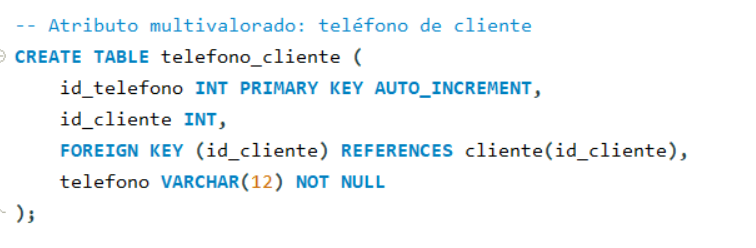 -- Atributo multivalorado: teléfono de cliente
CREATE TABLE telefono_cliente (
id_telefono INT PRIMARY KEY AUTO_INCREMENT,
id_cliente INT,
FOREIGN KEY (id_cliente) REFERENCES cliente(id_cliente),
telefono VARCHAR(12) NOT NULL
);